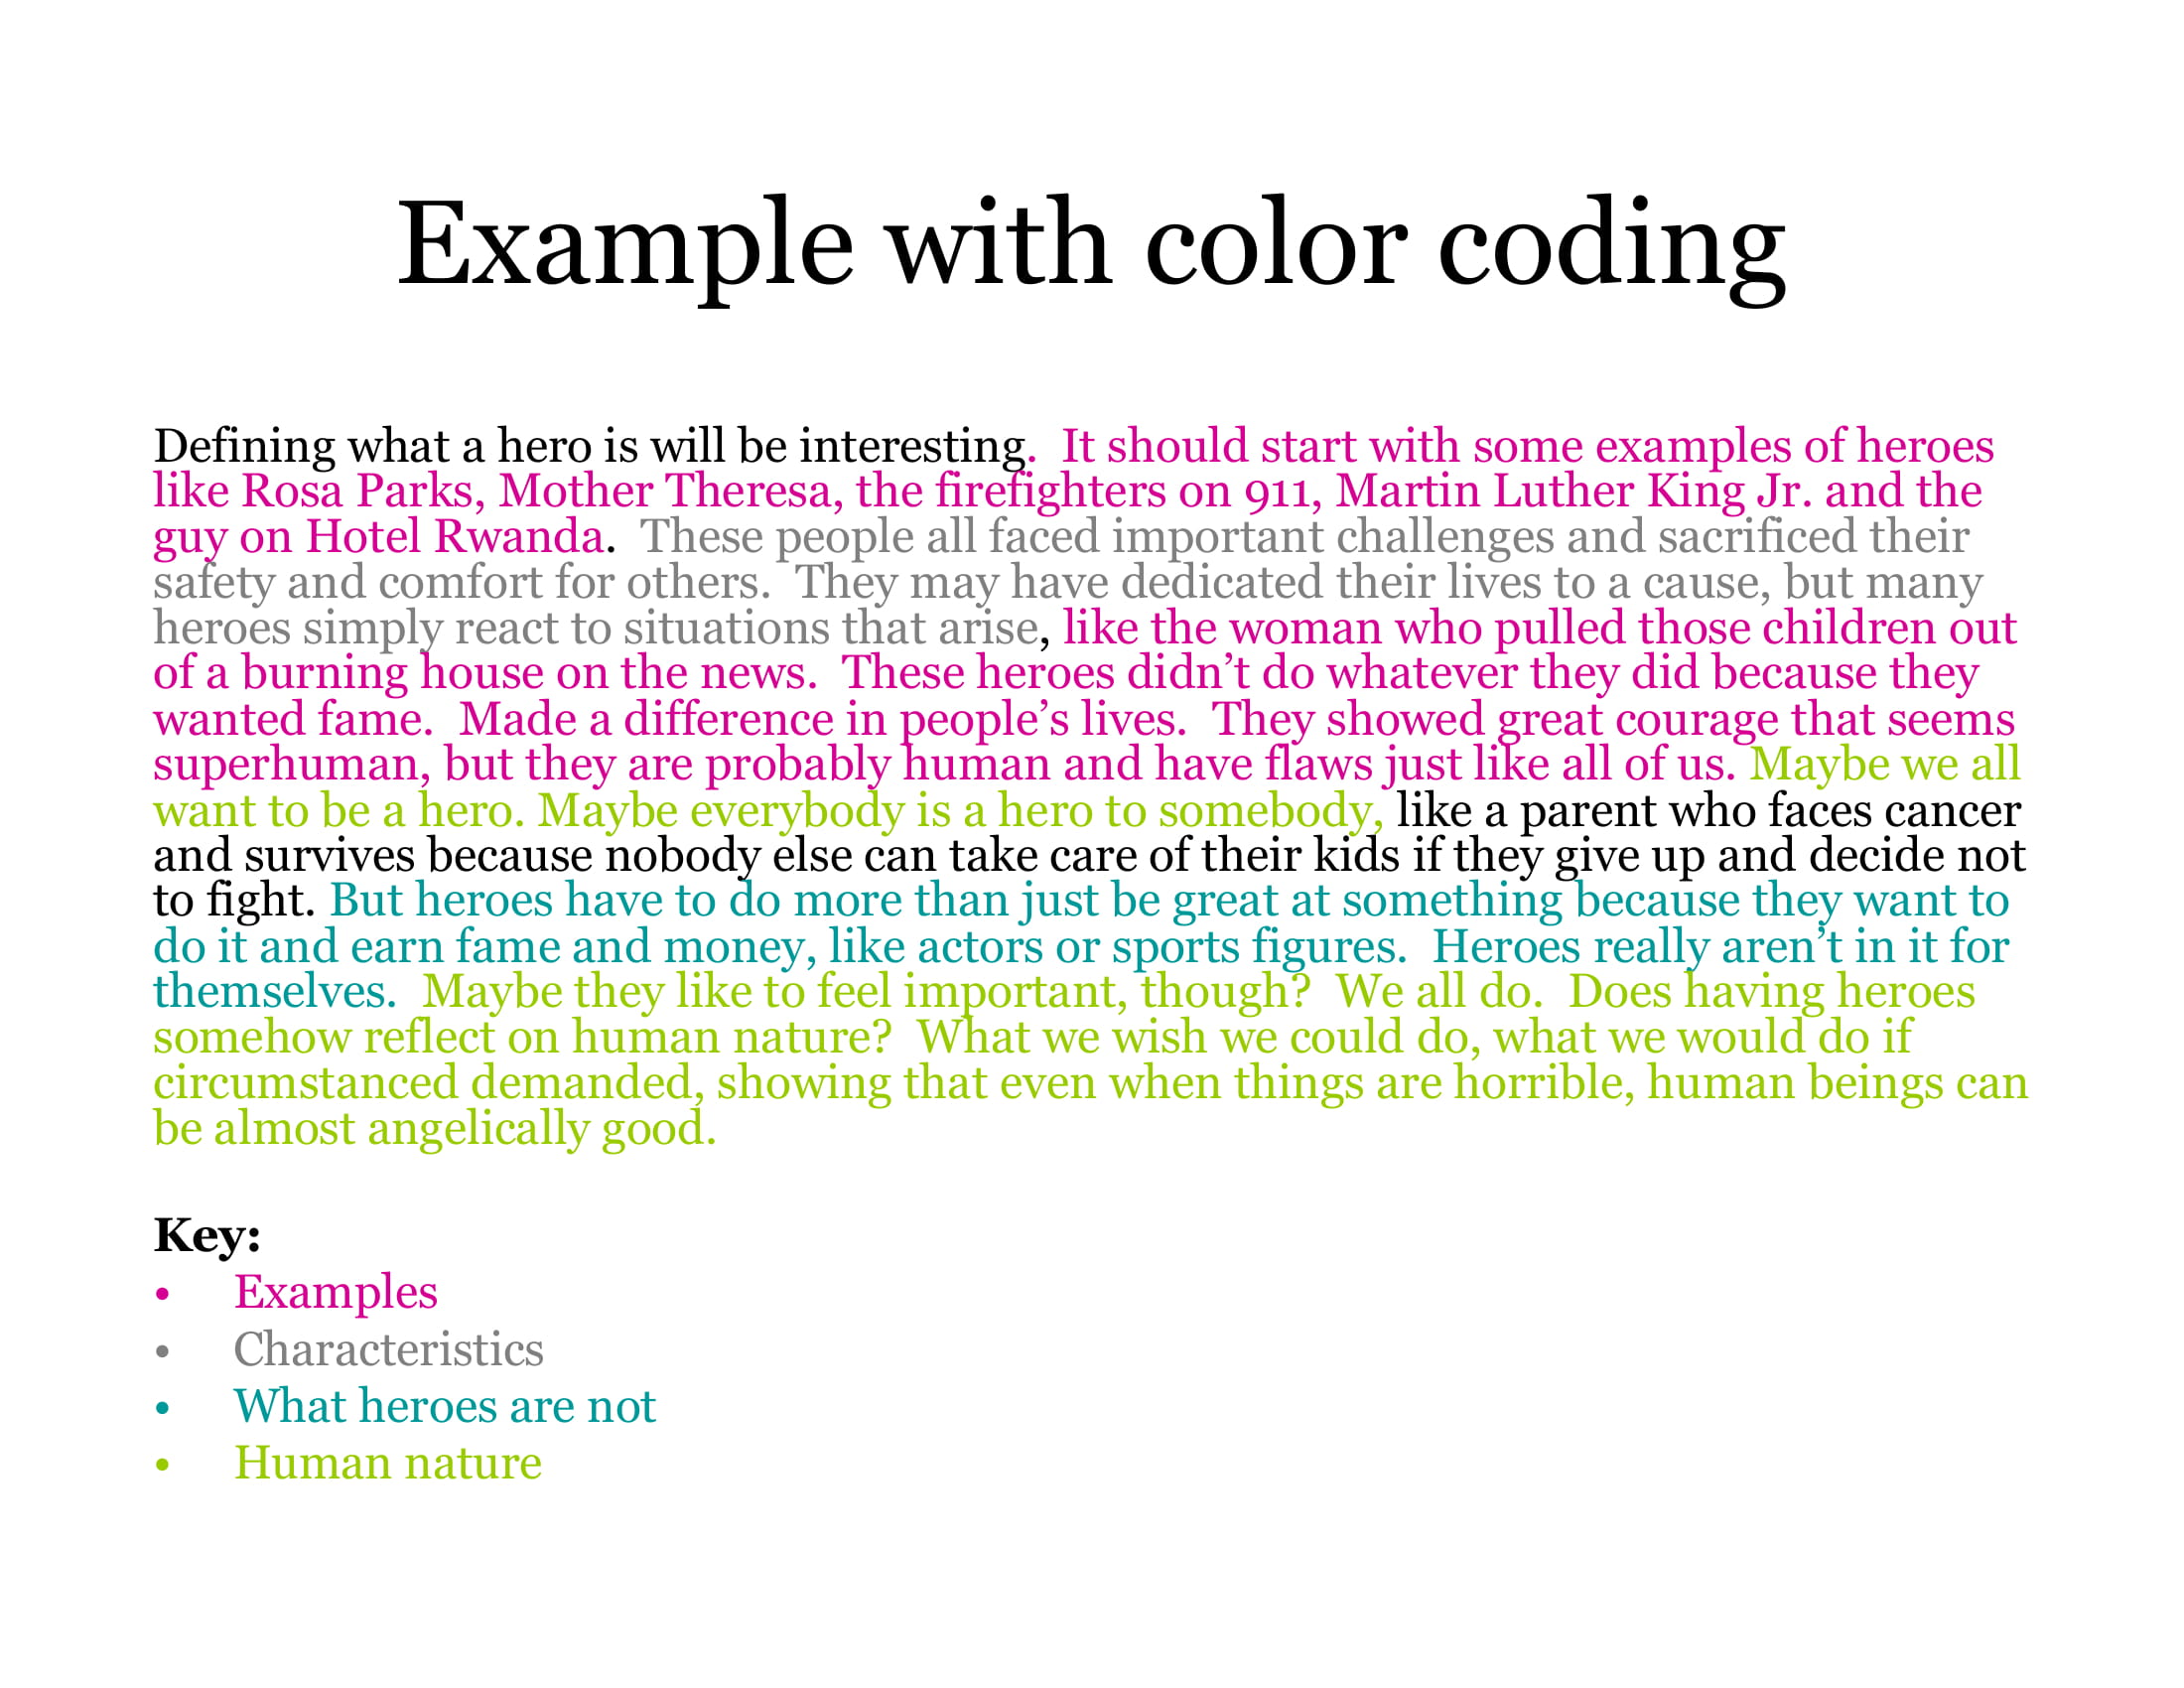 Example with color coding
Defining what a hero is will be interesting.  It should start with some examples of heroes
like Rosa Parks, Mother Theresa, the firefighters on 911, Martin Luther King Jr. and the
guy on Hotel Rwanda.  These people all faced important challenges and sacrificed their
safety and comfort for others.  They may have dedicated their lives to a cause, but many
heroes simply react to situations that arise, like the woman who pulled those children out
of a burning house on the news.  These heroes didn’t do whatever they did because they
wanted fame.  Made a difference in people’s lives.  They showed great courage that seems
superhuman, but they are probably human and have flaws just like all of us. Maybe we all
want to be a hero. Maybe everybody is a hero to somebody, like a parent who faces cancer
and survives because nobody else can take care of their kids if they give up and decide not
to fight. But heroes have to do more than just be great at something because they want to
do it and earn fame and money, like actors or sports figures.  Heroes really aren’t in it for
themselves.  Maybe they like to feel important, though?  We all do.  Does having heroes
somehow reflect on human nature?  What we wish we could do, what we would do if
circumstanced demanded, showing that even when things are horrible, human beings can
be almost angelically good.
Key:
• Examples
• Characteristics
• What heroes are not
• Human nature